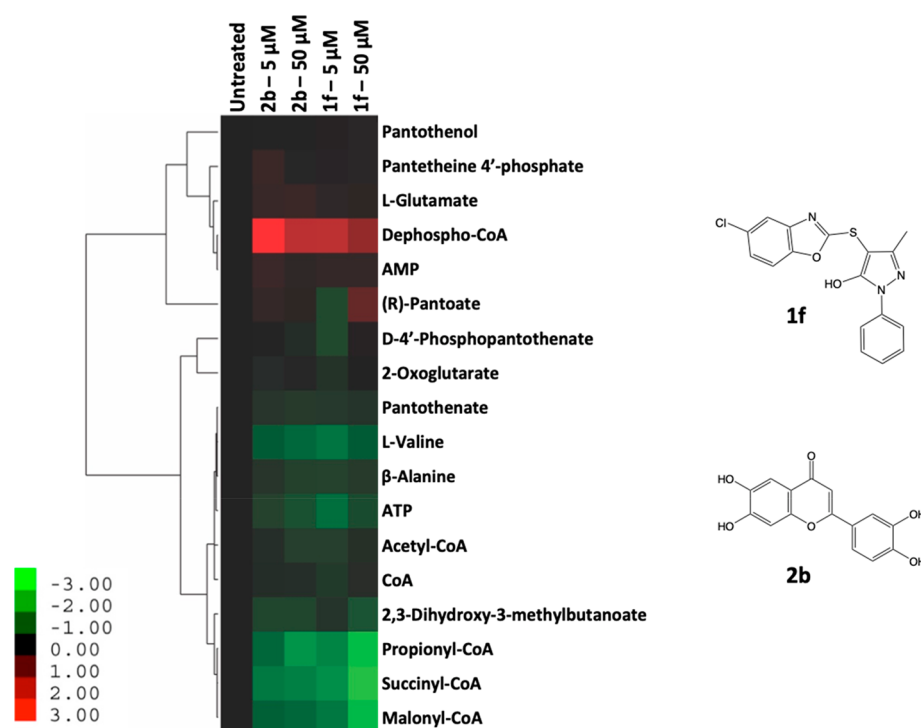 Untreated
2b – 5 µM
2b – 50 µM
1f – 5 µM
1f – 50 µM
Pantothenol
Pantetheine 4’-phosphate
L-Glutamate
Dephospho-CoA
AMP
(R)-Pantoate
D-4’-Phosphopantothenate
2-Oxoglutarate
Pantothenate
L-Valine
β-Alanine
ATP
Acetyl-CoA
CoA
2,3-Dihydroxy-3-methylbutanoate
Propionyl-CoA
Succinyl-CoA
Malonyl-CoA
-3.00
-2.00
-1.00
0.00
1.00
2.00
3.00
Cl
N
S
O
HO
N
N
1f
O
HO
HO
O
OH
OH
2b